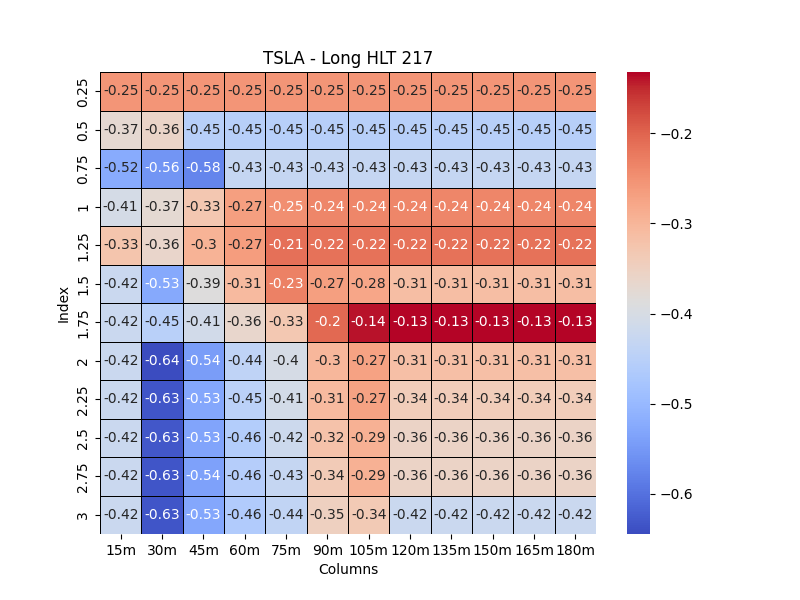 TSLA - Long HLT 217
0.25 -0.25 -0.25 -0.25 -0.25 -0.25 -0.25 -0.25 -0.25 -0.25 -0.25 -0.25 -0.25
0.5 -0.37 -0.36 -0.45 -0.45 -0.45 -0.45 -0.45 -0.45 -0.45 -0.45 -0.45 -0.45
0.75 -0.52 -0.56 -0.58 -0.43 -0.43 -0.43 -0.43 -0.43 -0.43 -0.43 -0.43 -0.43
1 -0.41 -0.37 -0.33 -0.27 -0.25 -0.24 -0.24 -0.24 -0.24 -0.24 -0.24 -0.24
1.25 -0.33 -0.36 -0.3 -0.27 -0.21 -0.22 -0.22 -0.22 -0.22 -0.22 -0.22 -0.22
1.5 -0.42 -0.53 -0.39 -0.31 -0.23 -0.27 -0.28 -0.31 -0.31 -0.31 -0.31 -0.31
1.75 -0.42 -0.45 -0.41 -0.36 -0.33 -0.2 -0.14 -0.13 -0.13 -0.13 -0.13 -0.13
2 -0.42 -0.64 -0.54 -0.44 -0.4 -0.3 -0.27 -0.31 -0.31 -0.31 -0.31 -0.31
2.25 -0.42 -0.63 -0.53 -0.45 -0.41 -0.31 -0.27 -0.34 -0.34 -0.34 -0.34 -0.34
2.5 -0.42 -0.63 -0.53 -0.46 -0.42 -0.32 -0.29 -0.36 -0.36 -0.36 -0.36 -0.36
2.75 -0.42 -0.63 -0.54 -0.46 -0.43 -0.34 -0.29 -0.36 -0.36 -0.36 -0.36 -0.36
3 -0.42 -0.63 -0.53 -0.46 -0.44 -0.35 -0.34 -0.42 -0.42 -0.42 -0.42 -0.42
15m 30m 45m 60m 75m 90m 105m 120m 135m 150m 165m 180m
Columns
Index
−0.2
−0.3
−0.4
−0.5
−0.6